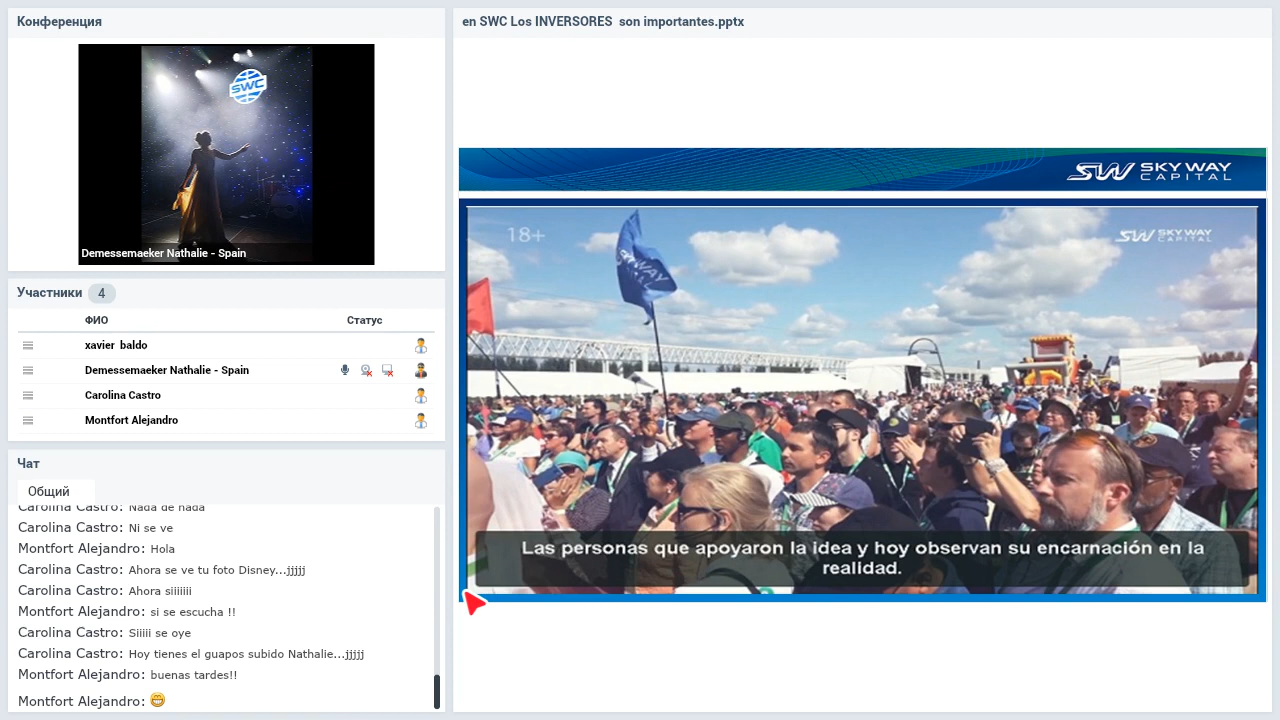 Конференция
SWC
Demessemaeker Nathalie - Spain
Участники 4
ФИО Статус
xavier baldo
Demessemaeker Nathalie - Spain
Carolina Castro
Montfort Alejandro
Чат
Общий
Carolina Castro: Nada de nada
Carolina Castro: Ni se ve
Montfort Alejandro: Hola
Carolina Castro: Ahora se ve tu foto Disney...jjjjj
Carolina Castro: Ahora siiiiiii
Montfort Alejandro: si se escucha !!
Carolina Castro: Siiiii se oye
Carolina Castro: Hoy tienes el guapos subido Nathalie...jjjjj
Montfort Alejandro: buenas tardes!!
Montfort Alejandro: 😁
en SWC Los INVERSORES son importantes.pptx
SW SKY WAY
CAPITAL
18+
SW SKY WAY
CAPITAL
SKYWAY
CAPITAL
Las personas que apoyaron la idea y hoy observan su encarnación en la
realidad.